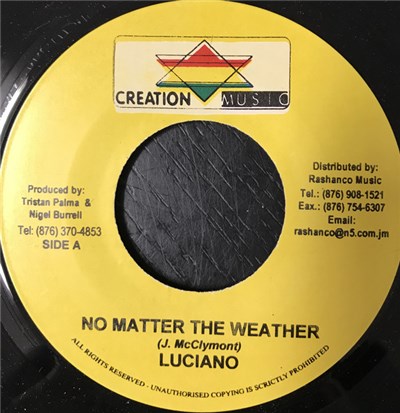 CREATION MUSIC
Produced by:
Tristan Palma &
Nigel Burrell
Tel: (876) 370-4853
SIDE A
Distributed by:
Rashanco Music
Tel.: (876) 908-1521
Eax.: (876) 754-6307
Email:
rashanco@n5.com.jm
NO MATTER THE WEATHER
(J. McClymont)
LUCIANO
ALL RIGHTS RESERVED - UNAUTHORISED COPYING IS SCRICTLY PROHIBITED